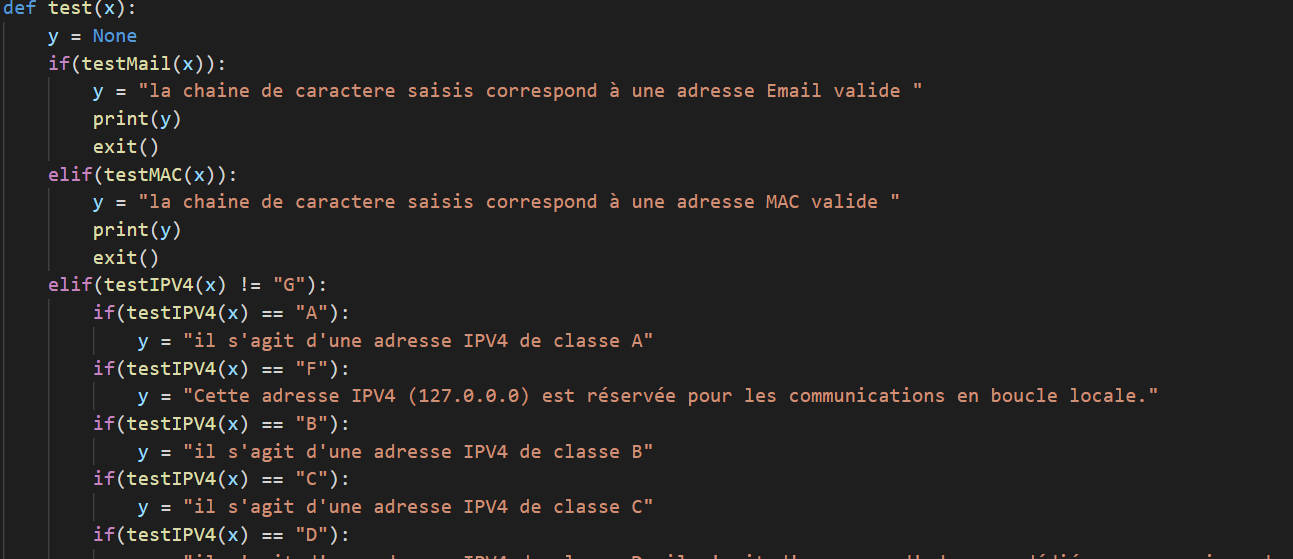 def test(x):
    y = None
    if(testMail(x)):
        y = "la chaine de caractere saisis correspond à une adresse Email valide "
        print(y)
        exit()
    elif(testMAC(x)):
        y = "la chaine de caractere saisis correspond à une adresse MAC valide "
        print(y)
        exit()
    elif(testIPV4(x) != "G"):
        if(testIPV4(x) == "A"):
            y = "il s'agit d'une adresse IPV4 de classe A"
        if(testIPV4(x) == "F"):
            y = "Cette adresse IPV4 (127.0.0.0) est réservée pour les communications en boucle locale."
        if(testIPV4(x) == "B"):
            y = "il s'agit d'une adresse IPV4 de classe B"
        if(testIPV4(x) == "C"):
            y = "il s'agit d'une adresse IPV4 de classe C"
        if(testIPV4(x) == "D"):